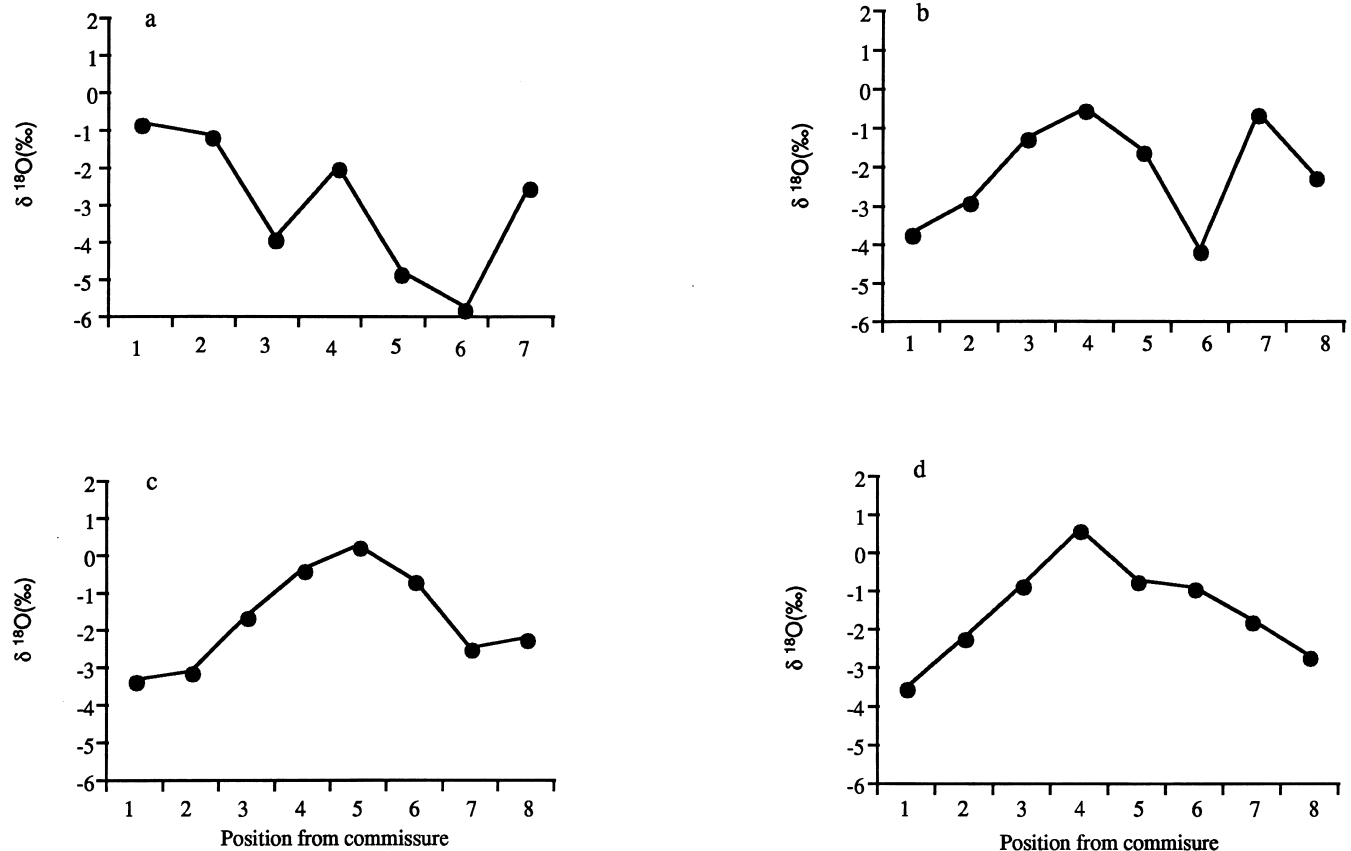 a
2
1
0
-1
-2
-3
-4
-5
-6
δ 18O(‰)
1 2 3 4 5 6 7
b
2
1
0
-1
-2
-3
-4
-5
-6
δ 18O(‰)
1 2 3 4 5 6 7 8
c
2
1
0
-1
-2
-3
-4
-5
-6
δ 18O(‰)
1 2 3 4 5 6 7 8
Position from commissure
d
2
1
0
-1
-2
-3
-4
-5
-6
δ 18O(‰)
1 2 3 4 5 6 7 8
Position from commisure